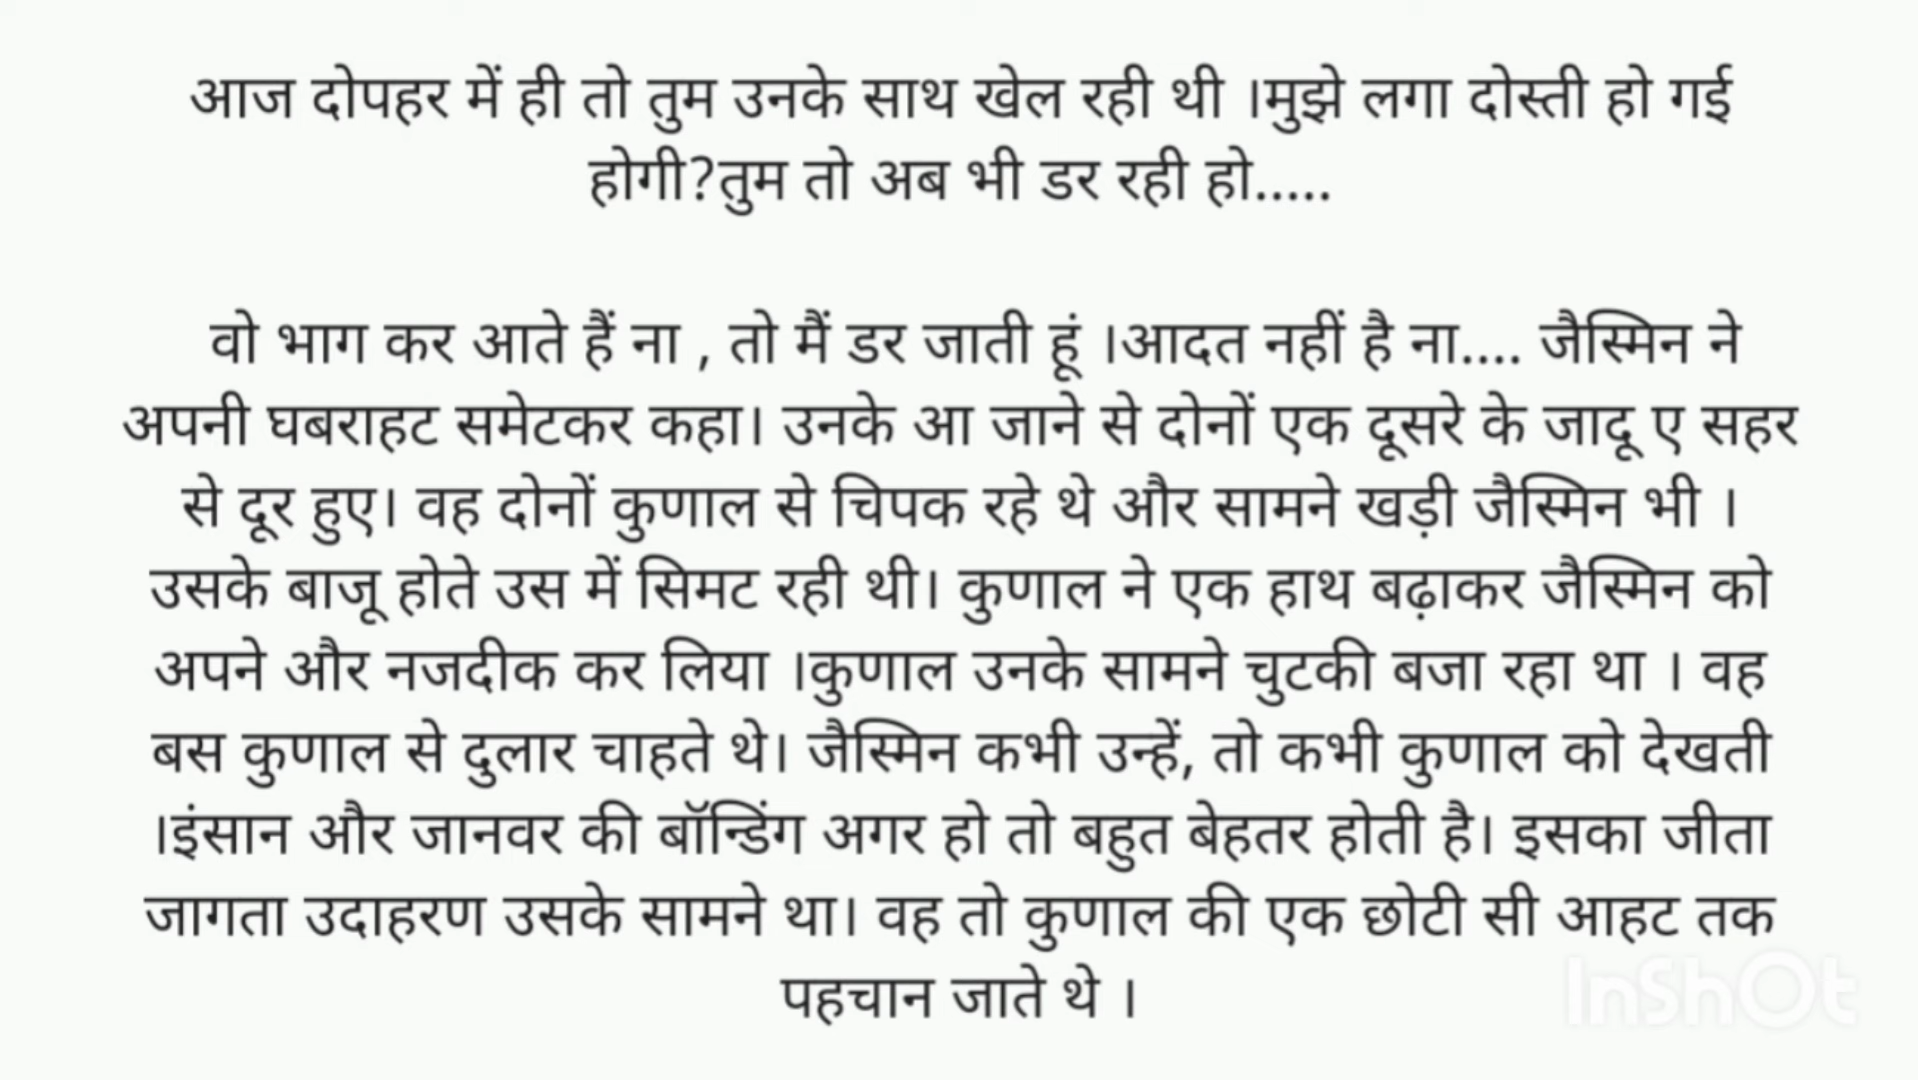 आज दोपहर में ही तो तुम उनके साथ खेल रही थी ।मुझे लगा दोस्ती हो गई
होगी?तुम तो अब भी डर रही हो.....
वो भाग कर आते हैं ना , तो मैं डर जाती हूं ।आदत नहीं है ना.... जैस्मिन ने
अपनी घबराहट समेटकर कहा। उनके आ जाने से दोनों एक दूसरे के जादू ए सहर
से दूर हुए। वह दोनों कुणाल से चिपक रहे थे और सामने खड़ी जैस्मिन भी ।
उसके बाजू होते उस में सिमट रही थी। कुणाल ने एक हाथ बढ़ाकर जैस्मिन को
अपने और नजदीक कर लिया ।कुणाल उनके सामने चुटकी बजा रहा था । वह
बस कुणाल से दुलार चाहते थे। जैस्मिन कभी उन्हें, तो कभी कुणाल को देखती
।इंसान और जानवर की बॉन्डिंग अगर हो तो बहुत बेहतर होती है। इसका जीता
जागता उदाहरण उसके सामने था। वह तो कुणाल की एक छोटी सी आहट तक
पहचान जाते थे ।
InShOt